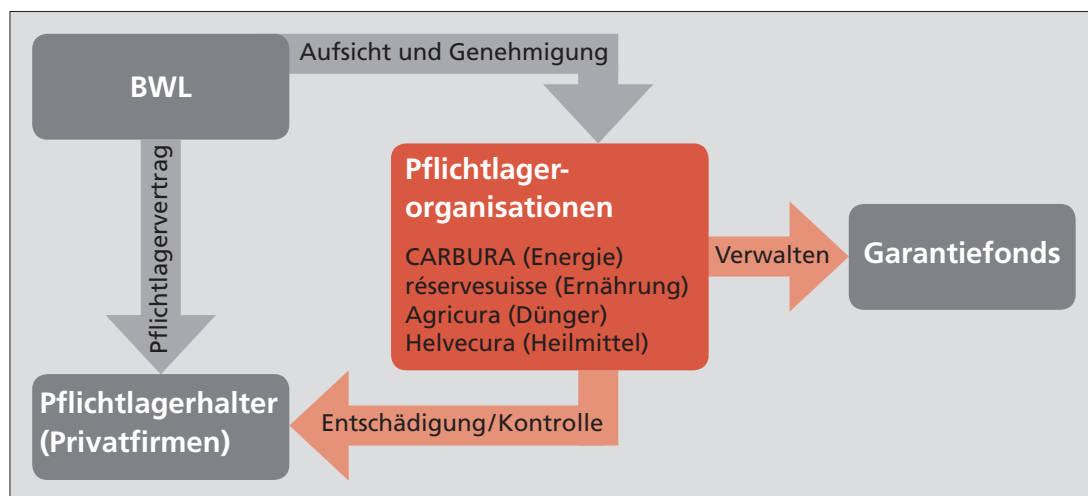 BWL
Aufsicht und Genehmigung
Pflichtlagervertrag
Pflichtlager-
organisationen
CARBURA (Energie)
réservesuisse (Ernährung)
Agricura (Dünger)
Helvecura (Heilmittel)
Verwalten
Garantiefonds
Pflichtlagerhalter
(Privatfirmen)
Entschädigung/Kontrolle